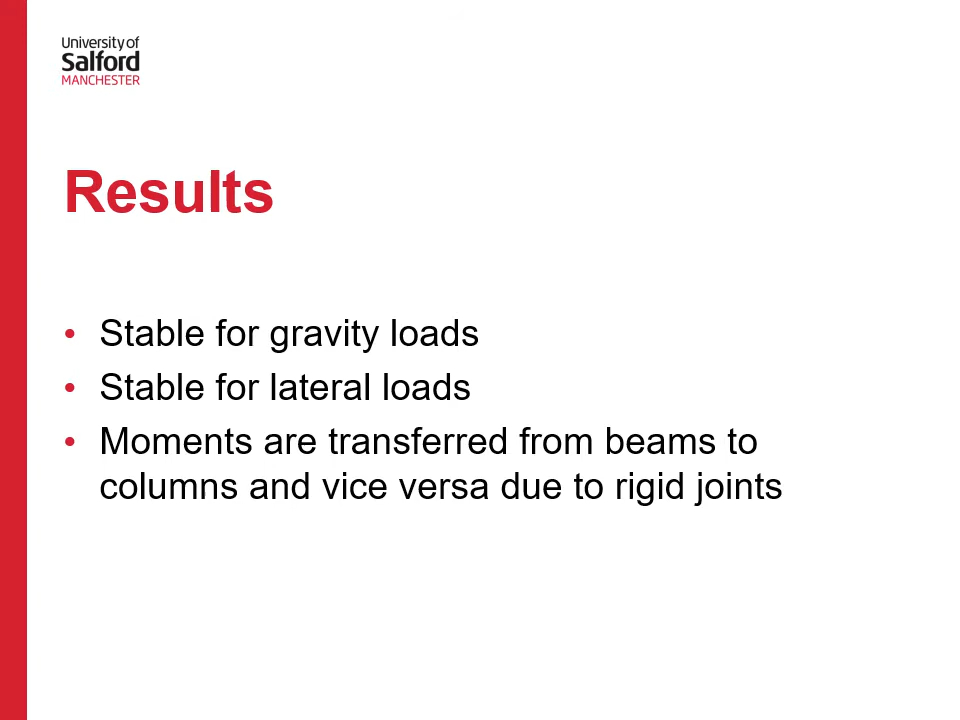 University of
Salford
MANCHESTER
Results
• Stable for gravity loads
• Stable for lateral loads
• Moments are transferred from beams to
columns and vice versa due to rigid joints